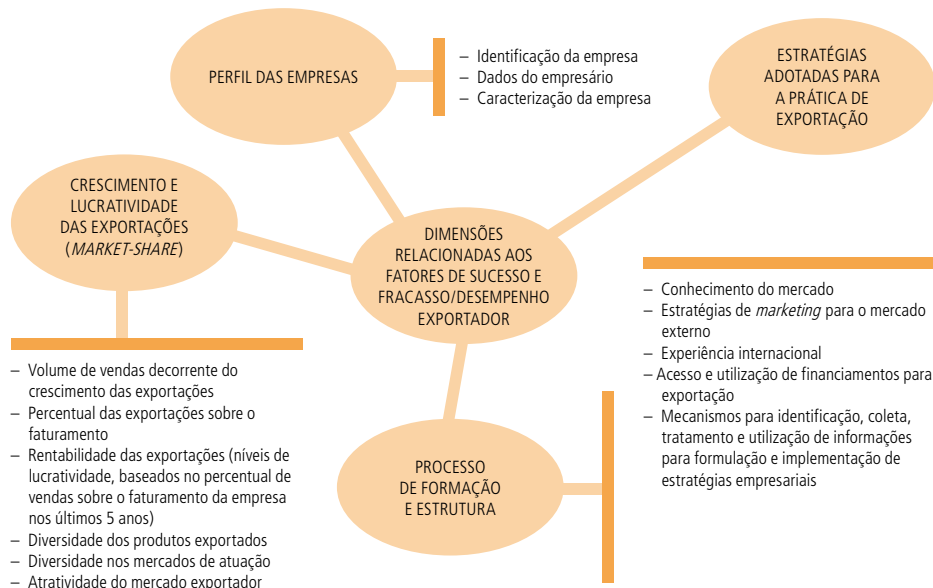 PERFIL DAS EMPRESAS
– Identificação da empresa
– Dados do empresário
– Caracterização da empresa
ESTRATÉGIAS
ADOTADAS PARA
A PRÁTICA DE
EXPORTAÇÃO
CRESCIMENTO E
LUCRATIVIDADE
DAS EXPORTAÇÕES
(MARKET-SHARE)
DIMENSÕES
RELACIONADAS AOS
FATORES DE SUCESSO E
FRACASSO/DESEMPENHO
EXPORTADOR
– Conhecimento do mercado
– Estratégias de marketing para o mercado
externo
– Experiência internacional
– Acesso e utilização de financiamentos para
exportação
– Mecanismos para identificação, coleta,
tratamento e utilização de informações
para formulação e implementação de
estratégias empresariais
– Volume de vendas decorrente do
crescimento das exportações
– Percentual das exportações sobre o
faturamento
– Rentabilidade das exportações (níveis de
lucratividade, baseados no percentual de
vendas sobre o faturamento da empresa
nos últimos 5 anos)
– Diversidade dos produtos exportados
– Diversidade nos mercados de atuação
– Atratividade do mercado exportador
PROCESSO
DE FORMAÇÃO
E ESTRUTURA